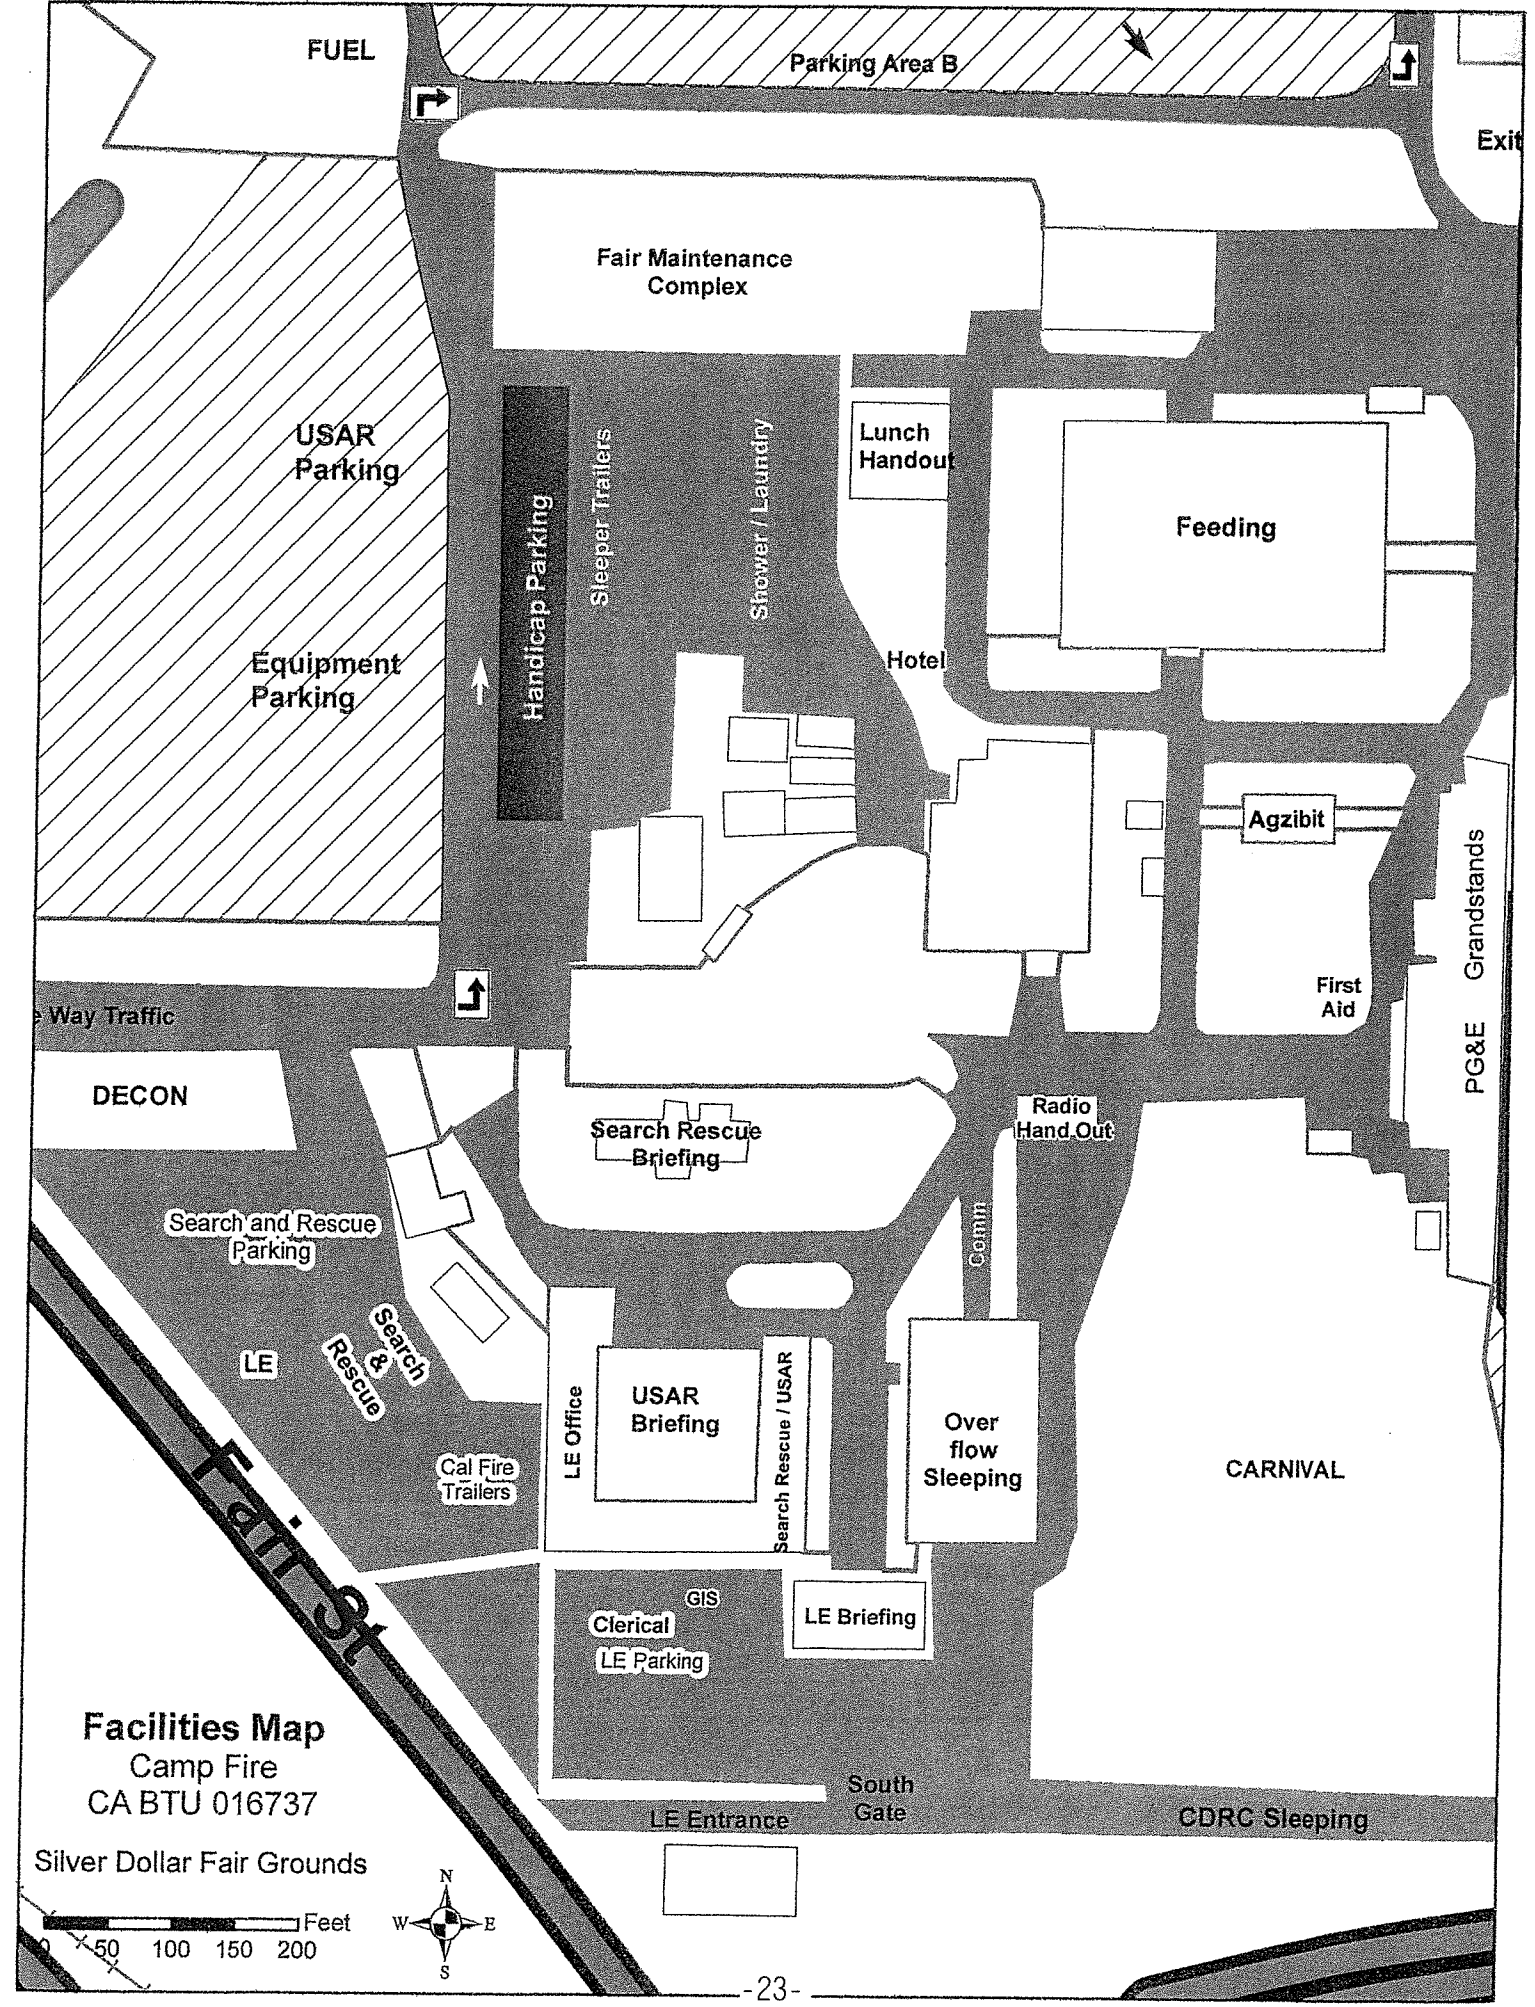 FUEL
Parking Area B
Exit
Fair Maintenance
Complex
USAR
Parking
Equipment
Parking
Handicap Parking
Sleeper Trailers
Shower / Laundry
Lunch
Handout
Feeding
Hotel
Agzibit
Grandstands
PG&E
First
Aid
Way Traffic
DECON
Search Rescue
Briefing
Radio
Hand Out
Comm
Search and Rescue
Parking
LE
Search
&
Rescue
Cal Fire
Trailers
LE Office
USAR
Briefing
Search Rescue / USAR
Over
flow
Sleeping
CARNIVAL
Fair St
GIS
Clerical
LE Parking
LE Briefing
South
Gate
LE Entrance
CDRC Sleeping
Facilities Map
Camp Fire
CA BTU 016737
Silver Dollar Fair Grounds
Feet
0 50 100 150 200
N
W E
S
-23-